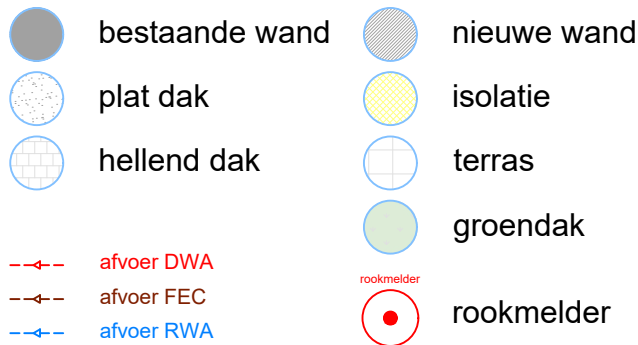 bestaande wand
plat dak
hellend dak
afvoer DWA
afvoer FEC
afvoer RWA
nieuwe wand
isolatie
terras
groendak
rookmelder
rookmelder